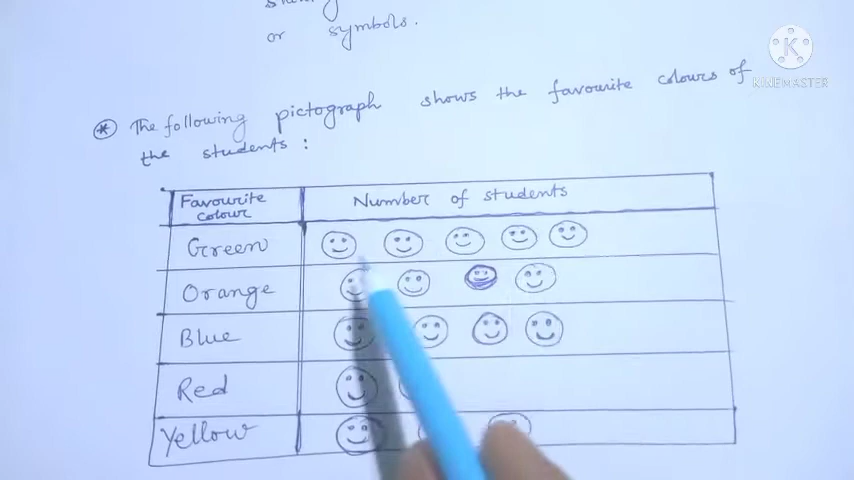 or symbols.
K
KINEMASTER
* The following pictograph shows the favourite colours of
the students :
Favourite colour
Number of students
Green
Orange
Blue
Red
Yellow